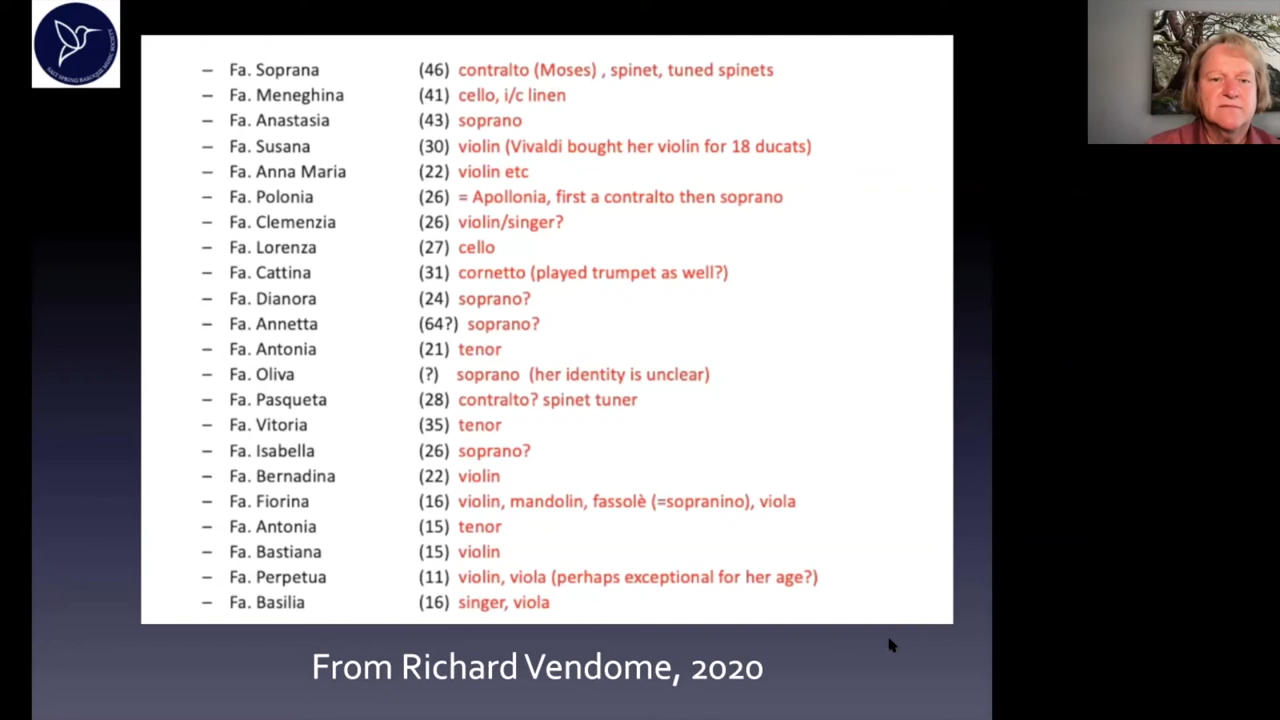 SALT SPRING BAROQUE MUSIC SOCIETY
– Fa. Soprana (46) contralto (Moses) , spinet, tuned spinets
– Fa. Meneghina (41) cello, i/c linen
– Fa. Anastasia (43) soprano
– Fa. Susana (30) violin (Vivaldi bought her violin for 18 ducats)
– Fa. Anna Maria (22) violin etc
– Fa. Polonia (26) = Apollonia, first a contralto then soprano
– Fa. Clemenzia (26) violin/singer?
– Fa. Lorenza (27) cello
– Fa. Cattina (31) cornetto (played trumpet as well?)
– Fa. Dianora (24) soprano?
– Fa. Annetta (64?) soprano?
– Fa. Antonia (21) tenor
– Fa. Oliva (?) soprano (her identity is unclear)
– Fa. Pasqueta (28) contralto? spinet tuner
– Fa. Vitoria (35) tenor
– Fa. Isabella (26) soprano?
– Fa. Bernadina (22) violin
– Fa. Fiorina (16) violin, mandolin, fassolè (=sopranino), viola
– Fa. Antonia (15) tenor
– Fa. Bastiana (15) violin
– Fa. Perpetua (11) violin, viola (perhaps exceptional for her age?)
– Fa. Basilia (16) singer, viola
From Richard Vendome, 2020